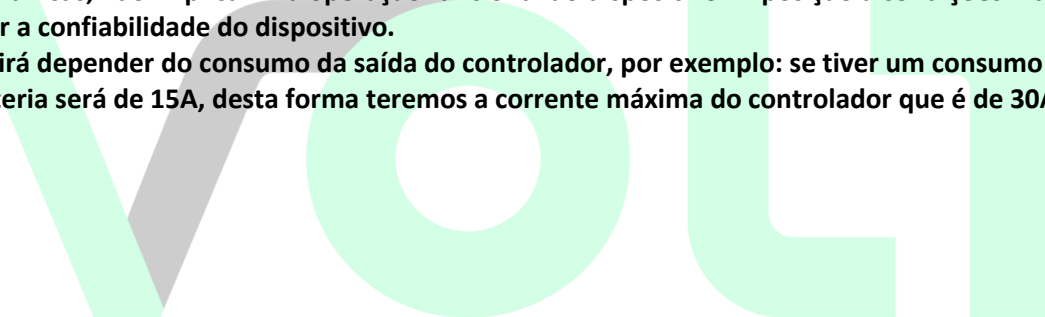 r a confiabilidade do dispositivo.
irá depender do consumo da saída do controlador, por exemplo: se tiver um consumo
teria será de 15A, desta forma teremos a corrente máxima do controlador que é de 30A
VOLT